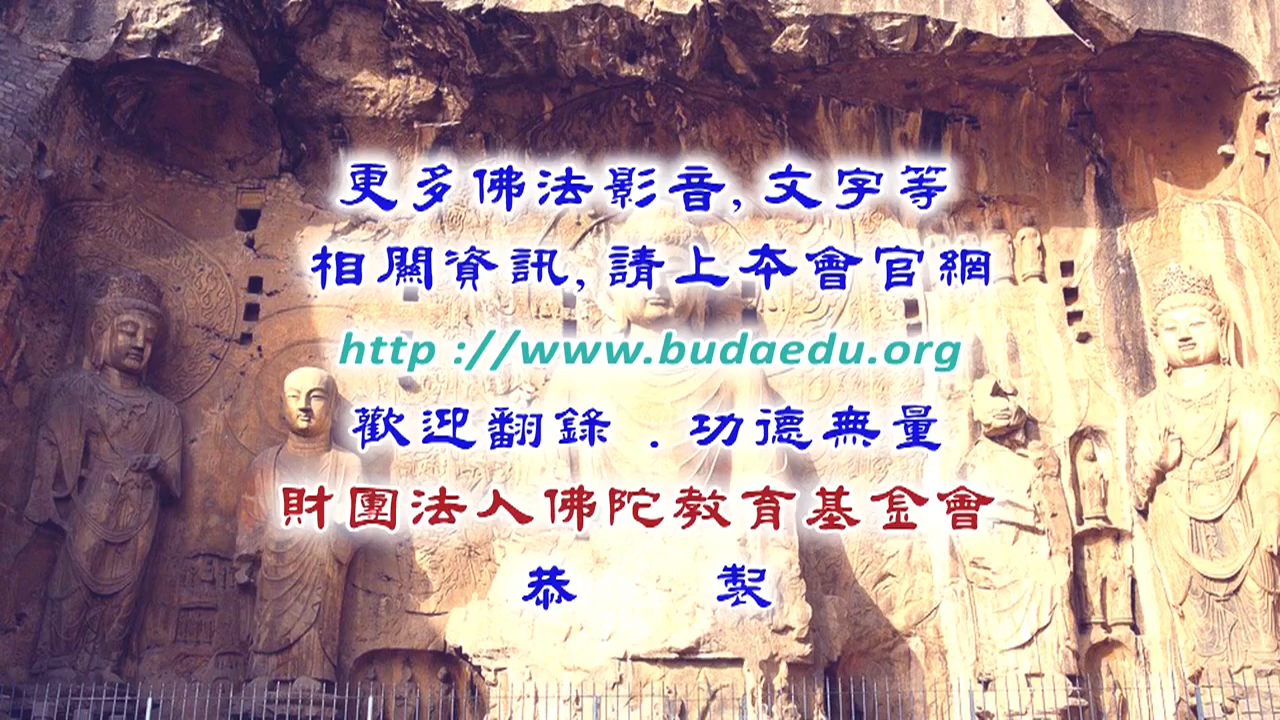 更多佛法影音,文字等
相關資訊,請上本會官網
http ://www.budaedu.org
歡迎翻錄 . 功德無量
財團法人佛陀教育基金會
恭 製